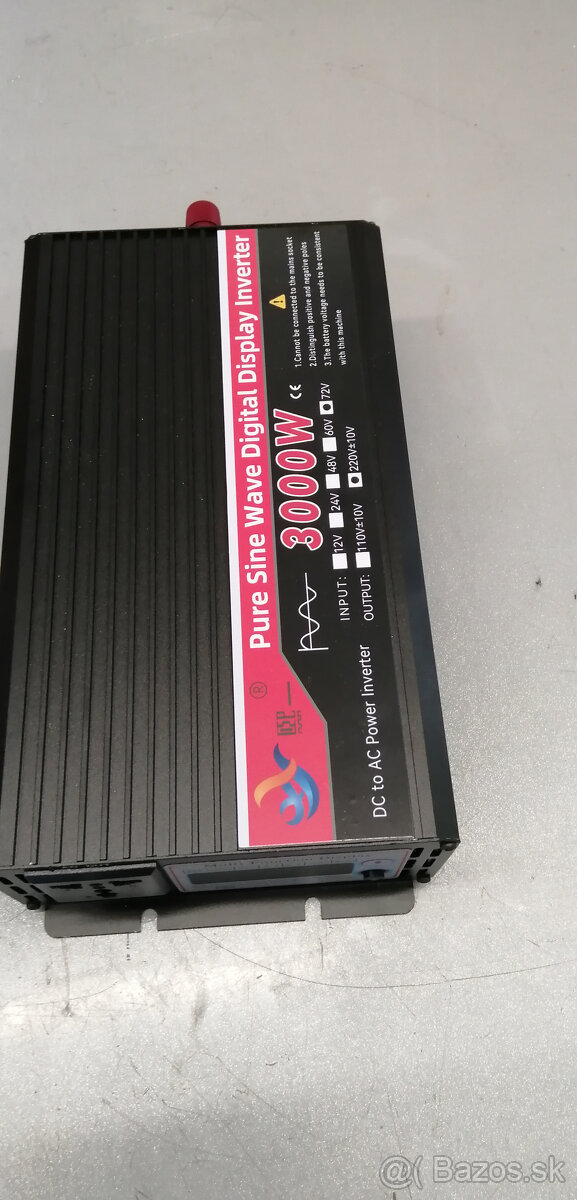 Pure Sine Wave Digital Display Inverter
®
3000W
CE
1.Cannot be connected to the mains socket
2.Distinguish positive and negative poles
3.The battery voltage needs to be consistent
with this machine
INPUT: 12V 24V 48V 60V 72V
OUTPUT: 110V±10V 220V±10V
DC to AC Power Inverter
@Bazos.sk